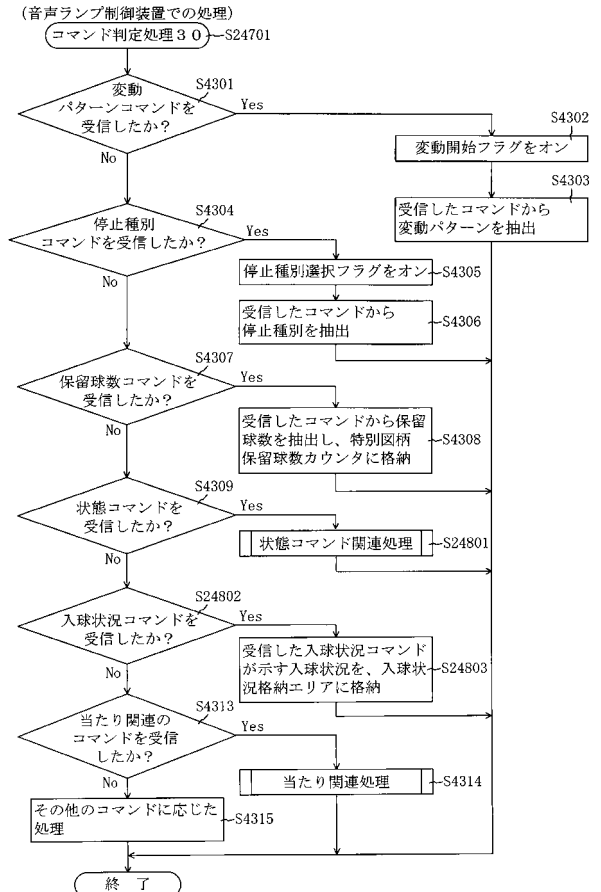 (音声ランプ制御装置での処理)
コマンド判定処理30
S24701
S4301
変動
パターンコマンドを
受信したか?
Yes
No
S4302
変動開始フラグをオン
S4303
受信したコマンドから
変動パターンを抽出
S4304
停止種別
コマンドを受信したか?
Yes
No
停止種別選択フラグをオン
S4305
受信したコマンドから
停止種別を抽出
S4306
S4307
保留球数コマンドを
受信したか?
Yes
No
受信したコマンドから保留
球数を抽出し、特別図柄
保留球数カウンタに格納
S4308
S4309
状態コマンドを
受信したか?
Yes
No
状態コマンド関連処理
S24801
S24802
入球状況コマンドを
受信したか?
Yes
No
受信した入球状況コマンド
が示す入球状況を、入球状
況格納エリアに格納
S24803
S4313
当たり関連の
コマンドを受信
したか?
Yes
No
当たり関連処理
S4314
その他のコマンドに応じた
処理
S4315
終 了